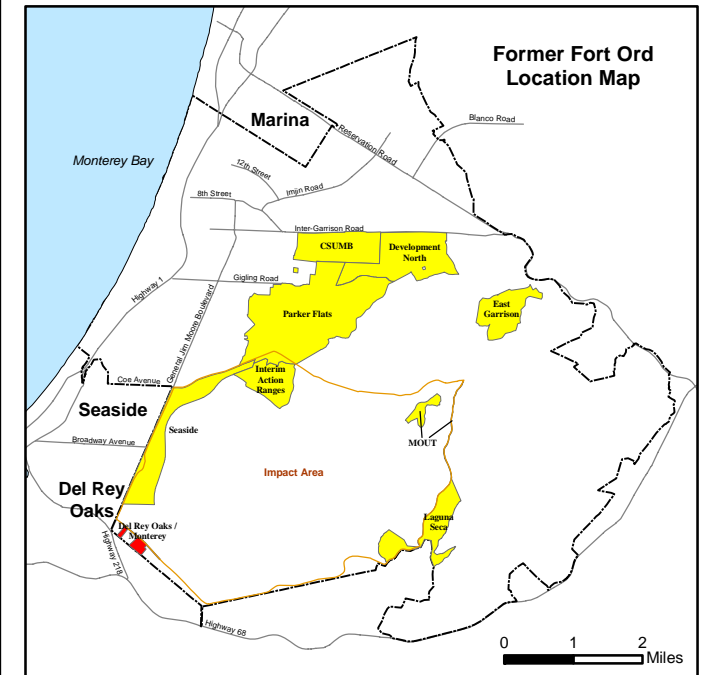 Former Fort Ord
Location Map
Marina
Blanco Road
Reservation Road
Monterey Bay
12th Street
Imjin Road
8th Street
Inter-Garrison Road
CSUMB
Development
North
Gigling Road
Highway 1
General Jim Moore Boulevard
Parker Flats
East
Garrison
Interim
Action
Ranges
Coe Avenue
Seaside
Seaside
Broadway Avenue
MOUT
Impact Area
Del Rey
Oaks
Laguna
Seca
Del Rey Oaks /
Monterey
Highway 218
Highway 68
0 1 2
Miles